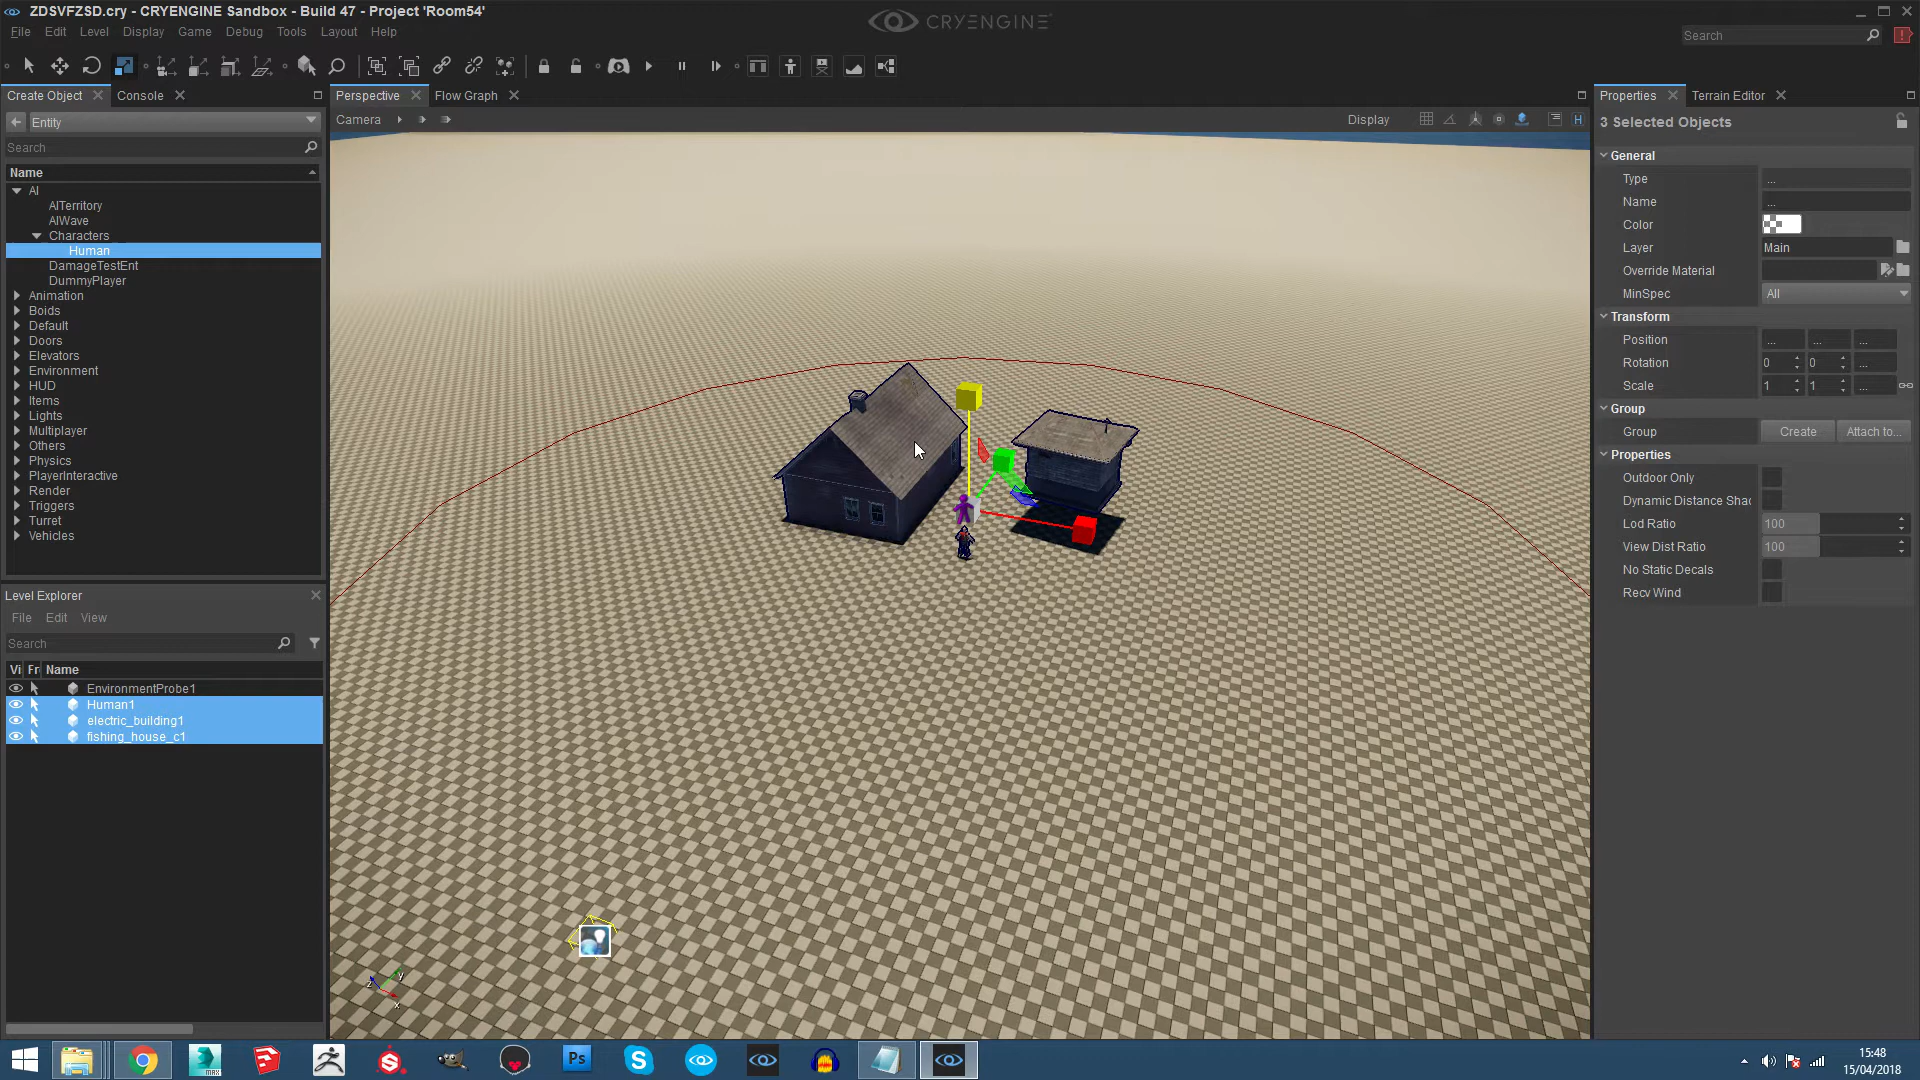 ZDSVFZSD.cry - CRYENGINE Sandbox - Build 47 - Project 'Room54'
CRYENGINE
File Edit Level Display Game Debug Tools Layout Help
Search
Create Object
Console
Entity
Search
Name
AI
AITerritory
AIWave
Characters
Human
DamageTestEnt
DummyPlayer
Animation
Boids
Default
Doors
Elevators
Environment
HUD
Items
Lights
Multiplayer
Others
Physics
PlayerInteractive
Render
Triggers
Turret
Vehicles
Level Explorer
File Edit View
Search
Vi Fr Name
EnvironmentProbe1
Human1
electric_building1
fishing_house_c1
Perspective
Flow Graph
Camera
Display
H
z y x
Properties
Terrain Editor
3 Selected Objects
General
Type ...
Name ...
Color
Layer Main
Override Material
MinSpec All
Transform
Position ... ... ...
Rotation 0 0 ...
Scale 1 1 ...
Group
Group Create Attach to...
Properties
Outdoor Only
Dynamic Distance Shac
Lod Ratio 100
View Dist Ratio 100
No Static Decals
Recv Wind
MAX
Ps
15:48
15/04/2018